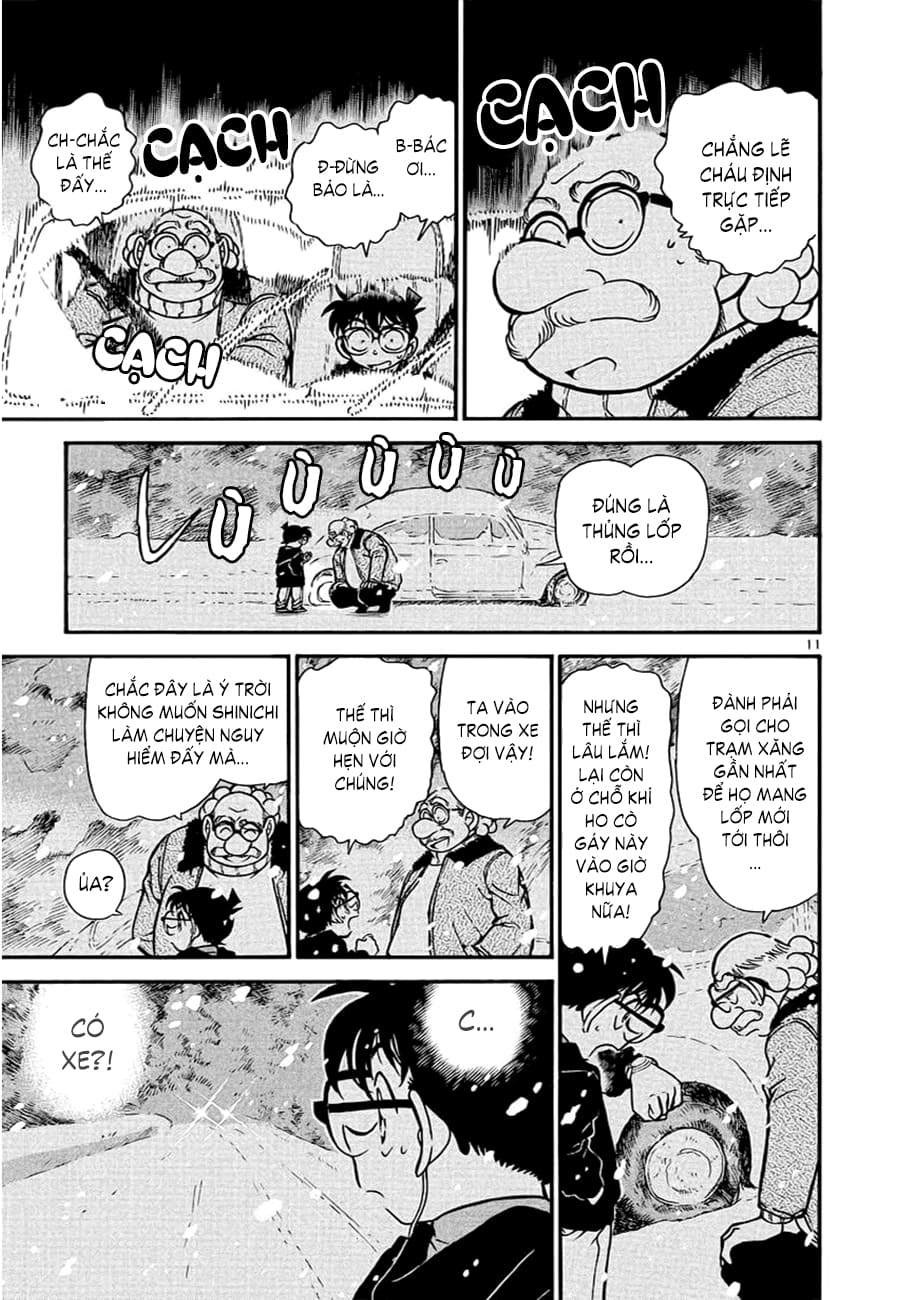 CHẲNG LẼ
CHÁU ĐỊNH
TRỰC TIẾP
GẶP...
CẠCH
B-BÁC
ƠI...
Đ-ĐỪNG
BẢO LÀ...
CẠCH
CH-CHẮC
LÀ THẾ
ĐẤY...
CẠCH
ĐÚNG LÀ
THỦNG LỐP
RỒI...
Ù Ù Ù Ù Ù
11
ĐÀNH PHẢI
GỌI CHO
TRẠM XĂNG
GẦN NHẤT
ĐỂ HỌ MANG
LỐP MỚI
TỚI THÔI
...
NHƯNG
THẾ THÌ
LÂU LẮM!
LẠI CÒN
Ở CHỖ KHỈ
HO CÒ
GÁY NÀY
VÀO GIỜ
KHUYA
NỮA!
TA VÀO
TRONG XE
ĐỢI VẬY!
THẾ THÌ
MUỘN GIỜ
HẸN VỚI
CHÚNG!
CHẮC ĐÂY LÀ Ý TRỜI
KHÔNG MUỐN SHINICHI
LÀM CHUYỆN NGUY
HIỂM ĐẤY MÀ...
ỦA?
C...
CÓ
XE?!